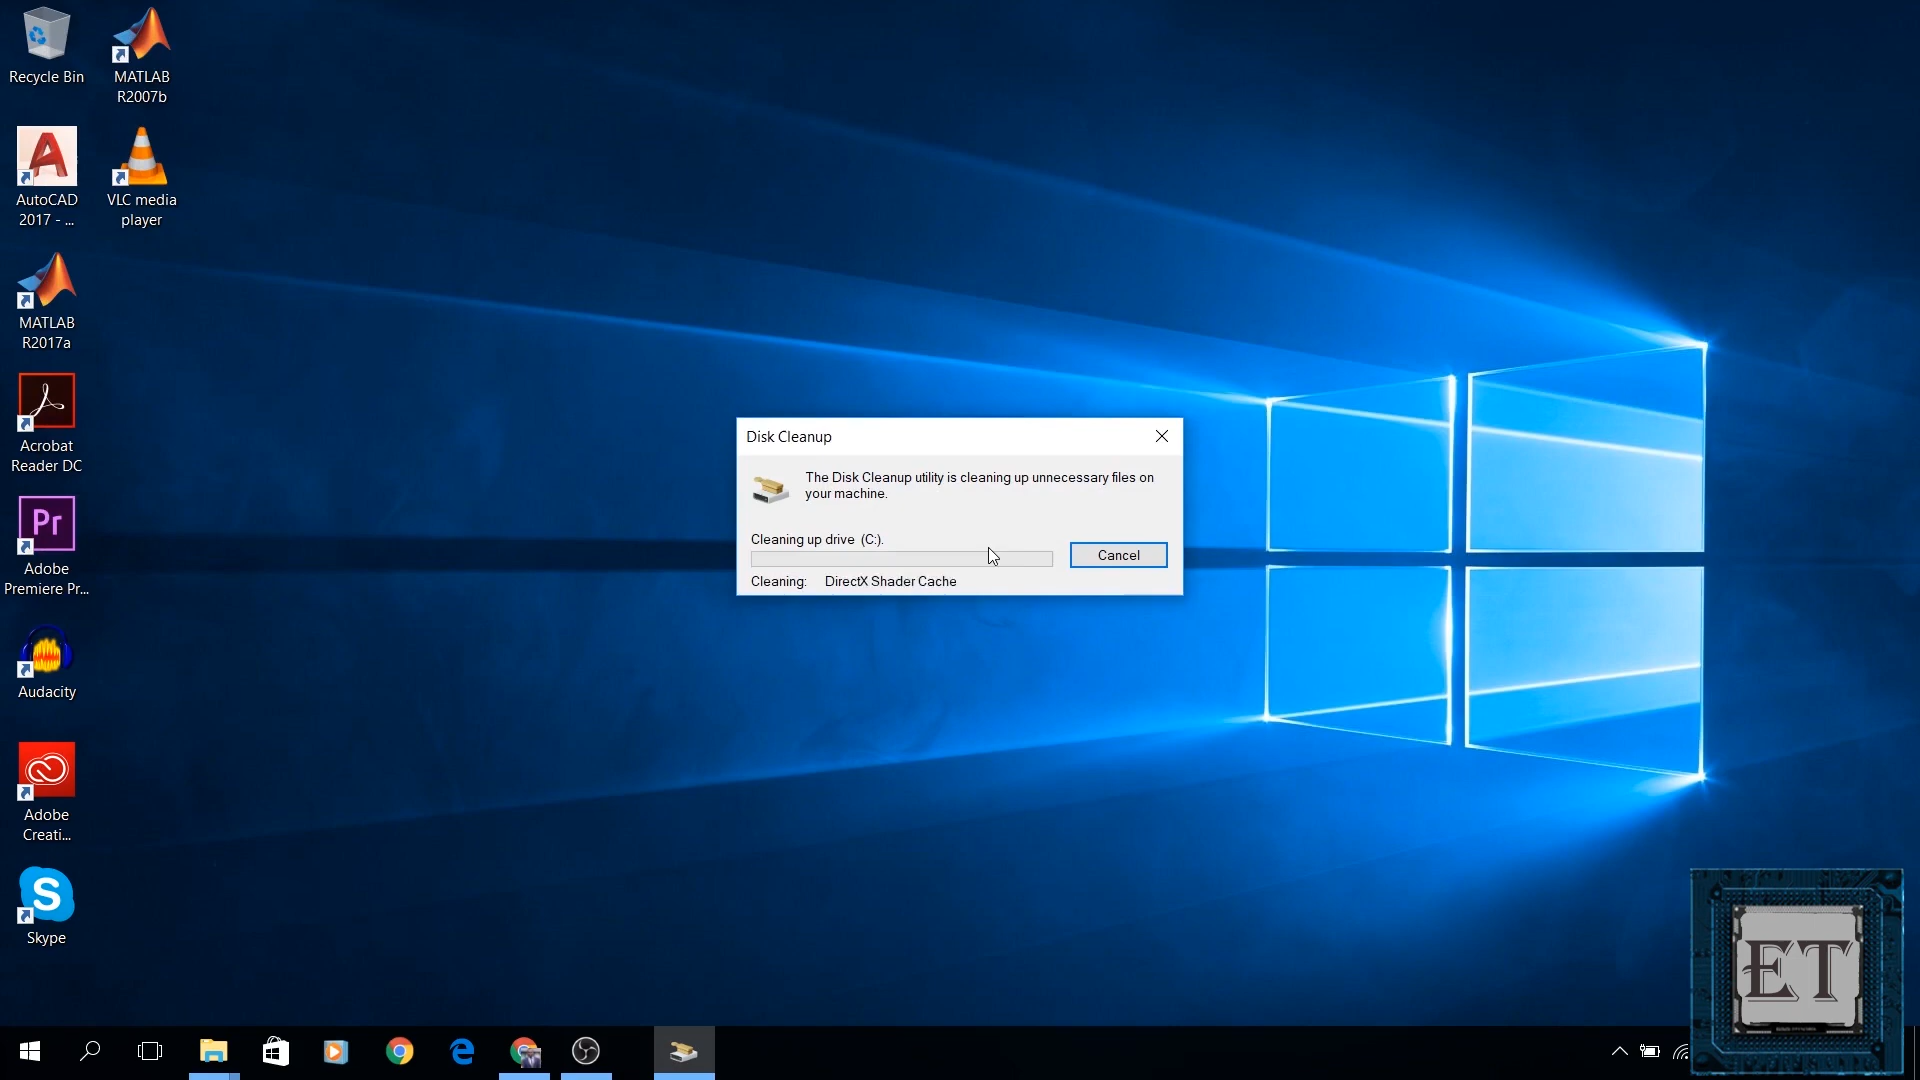 Recycle Bin
MATLAB
R2007b
AutoCAD
2017 - ...
VLC media
player
MATLAB
R2017a
Acrobat
Reader DC
Pr
Adobe
Premiere Pr...
Audacity
Adobe
Creati...
S
Skype
Disk Cleanup
The Disk Cleanup utility is cleaning up unnecessary files on
your machine.
Cleaning up drive (C:).
Cancel
Cleaning: DirectX Shader Cache
ET